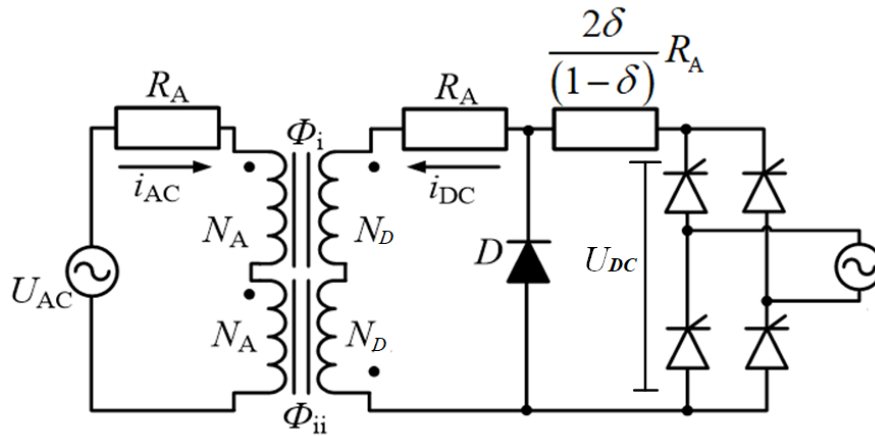 2δ
(1−δ) R_A
R_A
R_A
Φ_i
i_AC
i_DC
N_A
N_D
D
U_DC
U_AC
N_A
N_D
Φ_ii